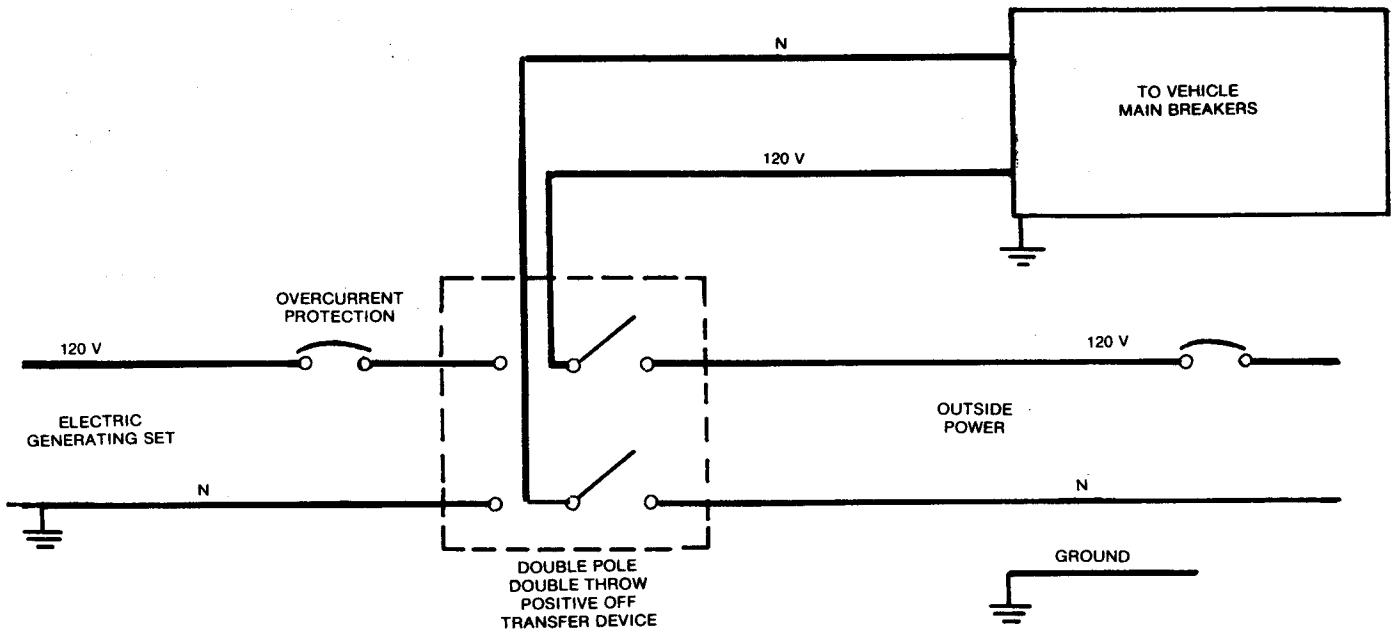 N
TO VEHICLE
MAIN BREAKERS
120 V
OVERCURRENT
PROTECTION
120 V
120 V
ELECTRIC
GENERATING SET
OUTSIDE
POWER
N
N
DOUBLE POLE
DOUBLE THROW
POSITIVE OFF
TRANSFER DEVICE
GROUND